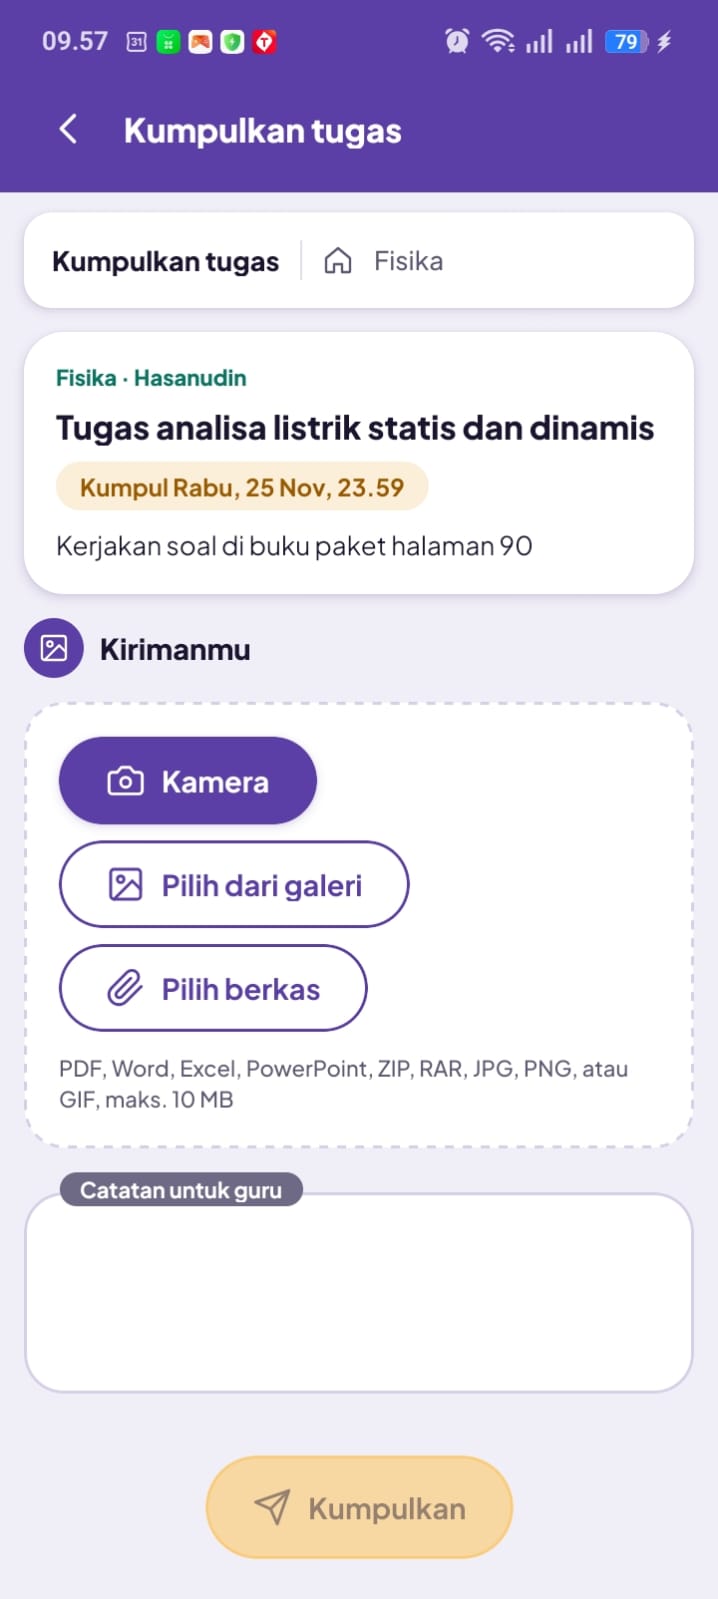 09.57
31
79
Kumpulkan tugas
Kumpulkan tugas
Fisika
Fisika · Hasanudin
Tugas analisa listrik statis dan dinamis
Kumpul Rabu, 25 Nov, 23.59
Kerjakan soal di buku paket halaman 90
Kirimanmu
Kamera
Pilih dari galeri
Pilih berkas
PDF, Word, Excel, PowerPoint, ZIP, RAR, JPG, PNG, atau
GIF, maks. 10 MB
Catatan untuk guru
Kumpulkan